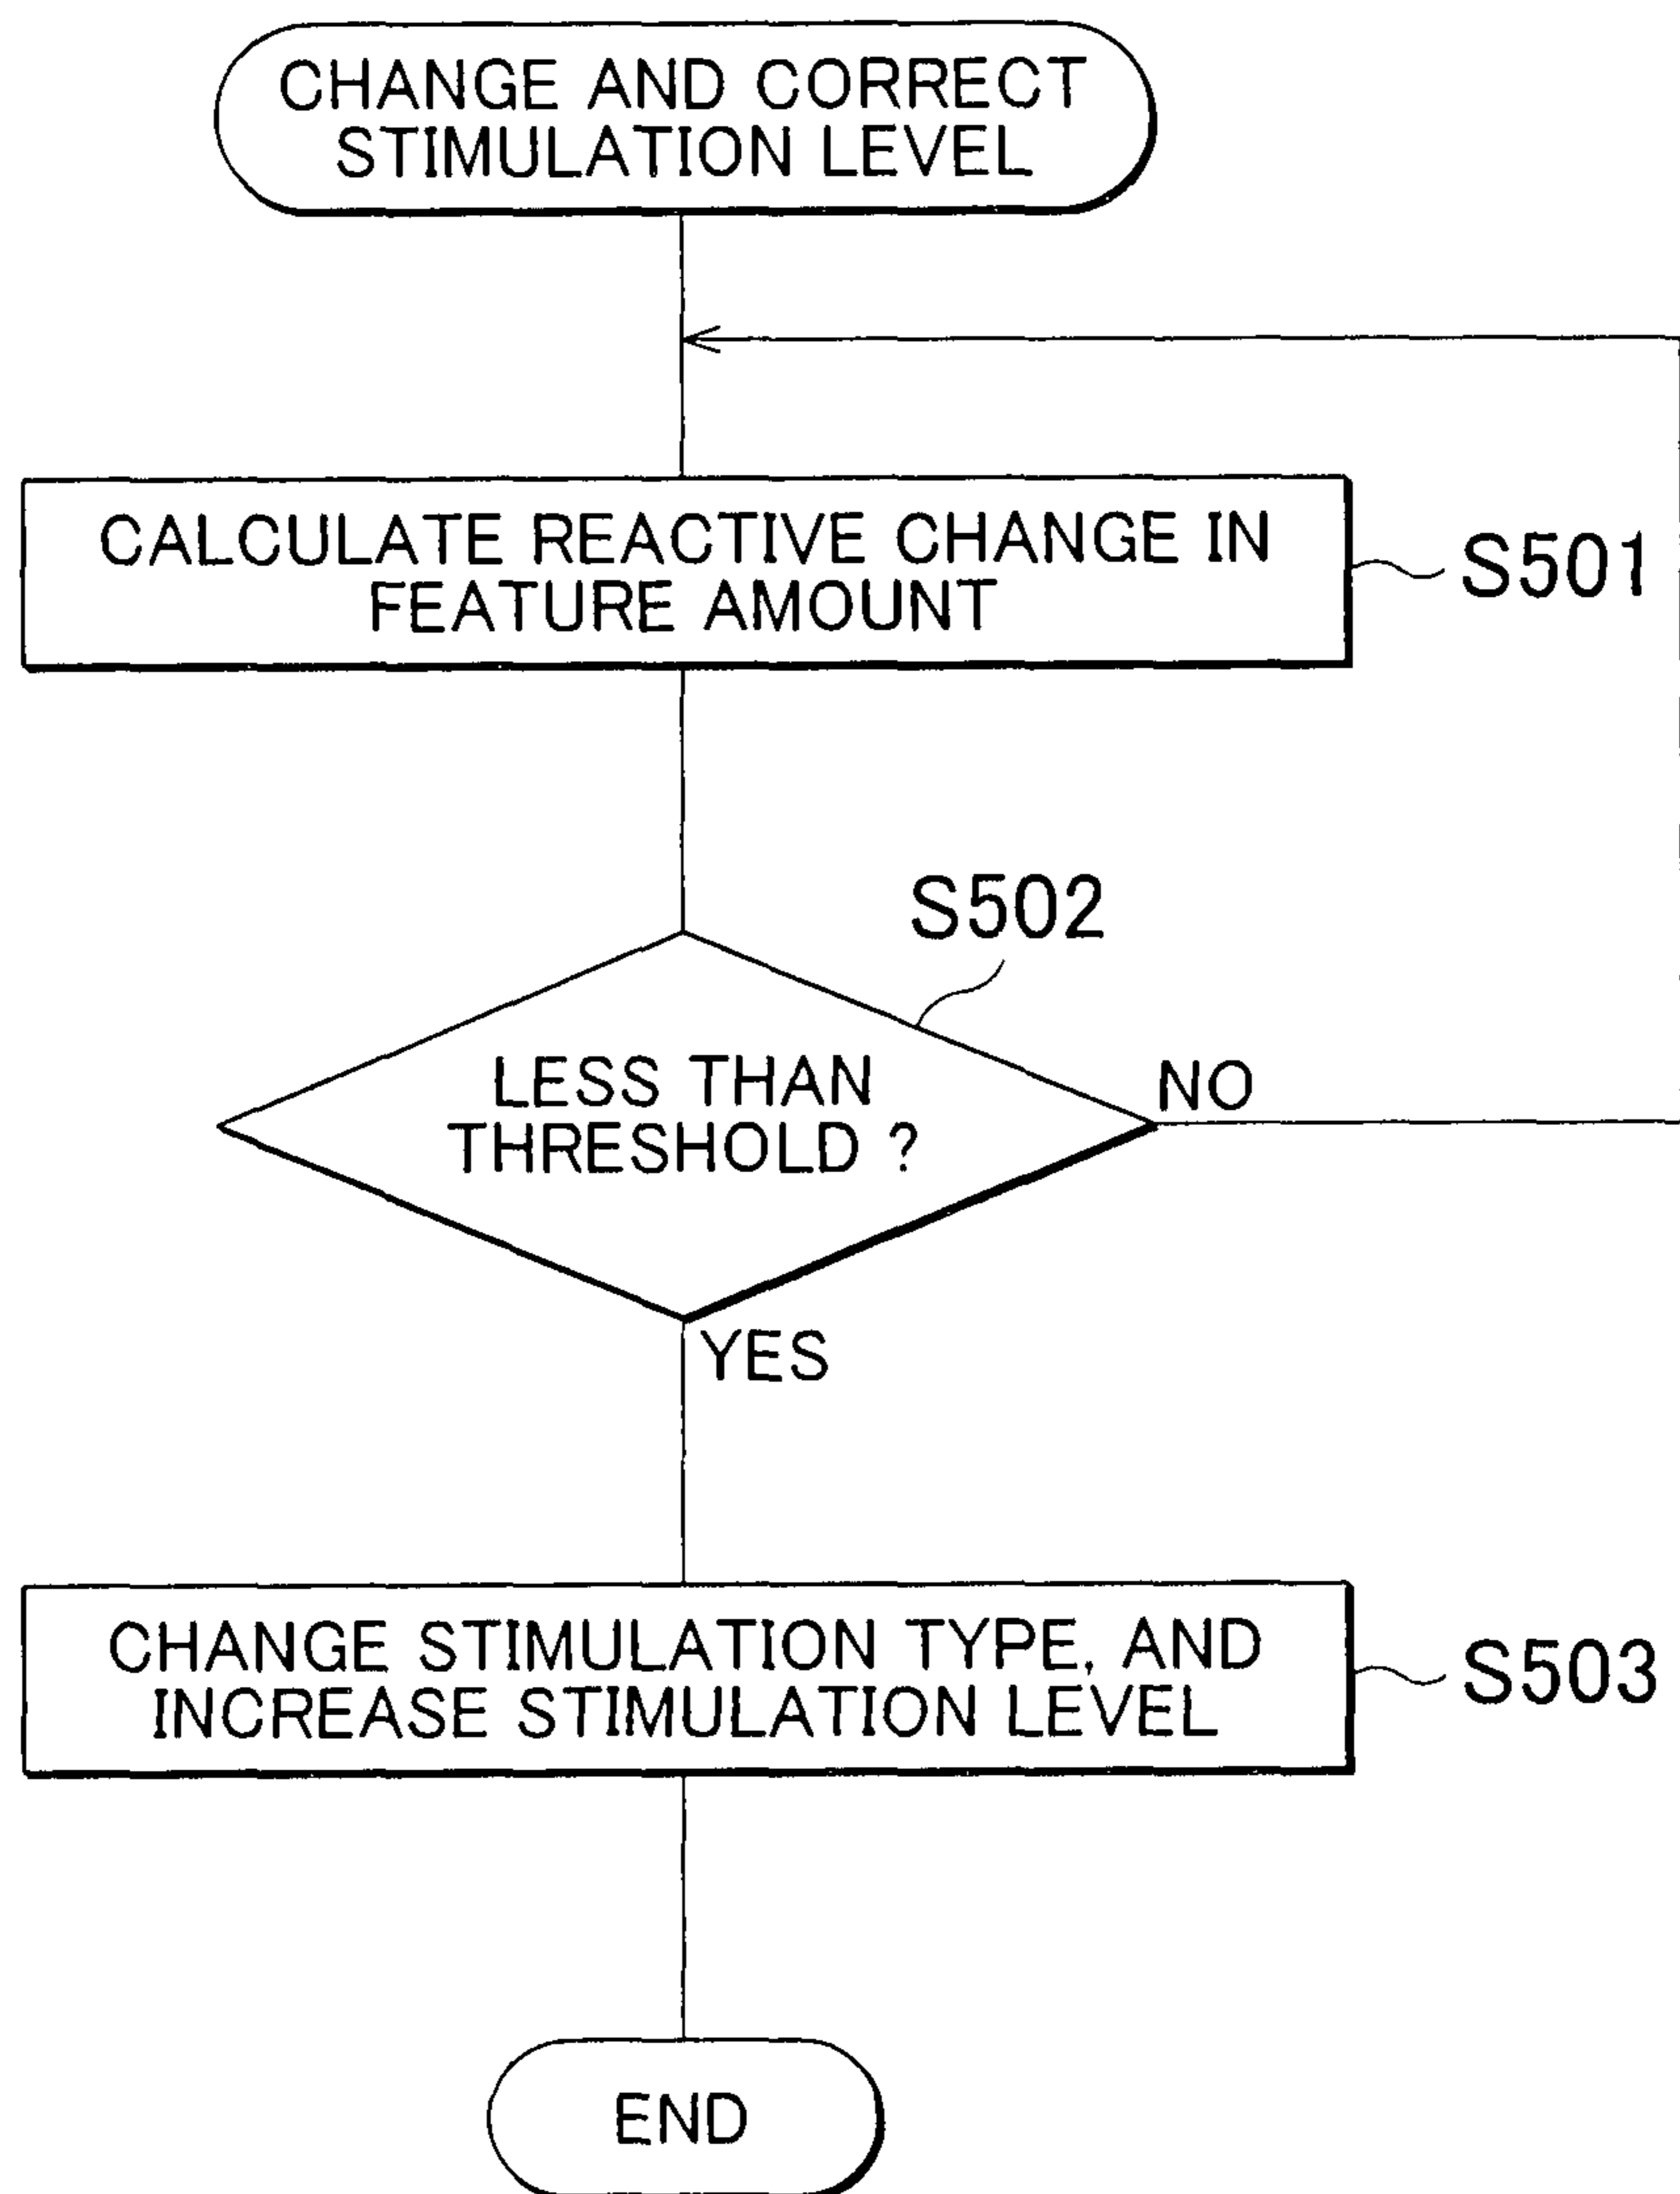 CHANGE AND CORRECT
STIMULATION LEVEL
CALCULATE REACTIVE CHANGE IN
FEATURE AMOUNT
S501
S502
LESS THAN
THRESHOLD ?
NO
YES
CHANGE STIMULATION TYPE, AND
INCREASE STIMULATION LEVEL
S503
END